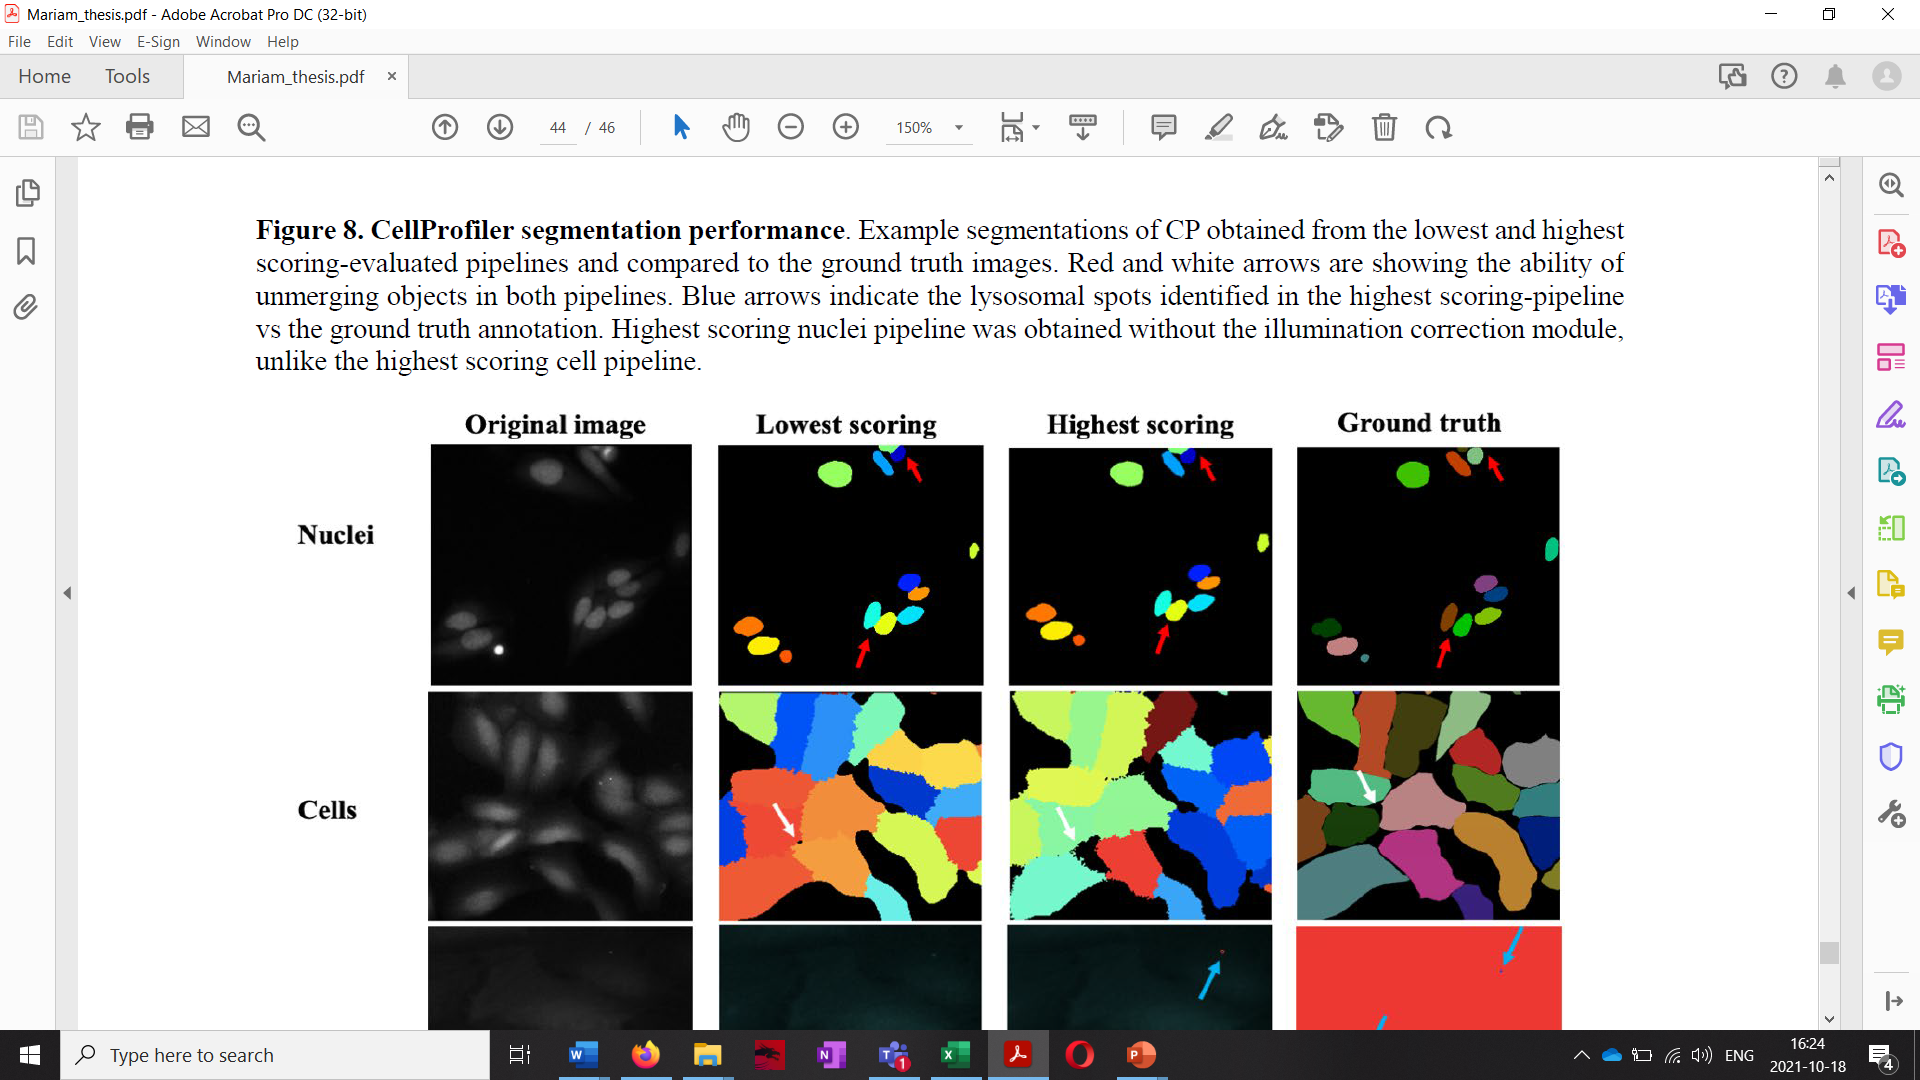 Mariam_thesis.pdf - Adobe Acrobat Pro DC (32-bit)
File Edit View E-Sign Window Help
Home Tools Mariam_thesis.pdf ×
44 / 46 150%
Figure 8. CellProfiler segmentation performance. Example segmentations of CP obtained from the lowest and highest
scoring-evaluated pipelines and compared to the ground truth images. Red and white arrows are showing the ability of
unmerging objects in both pipelines. Blue arrows indicate the lysosomal spots identified in the highest scoring-pipeline
vs the ground truth annotation. Highest scoring nuclei pipeline was obtained without the illumination correction module,
unlike the highest scoring cell pipeline.
Original image Lowest scoring Highest scoring Ground truth
Nuclei
Cells
Type here to search
W N T 1 X P
ENG
16:24
2021-10-18
4